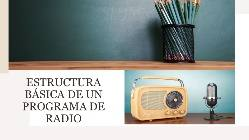 ESTRUCTURA
BÁSICA DE UN
PROGRAMA DE
RADIO